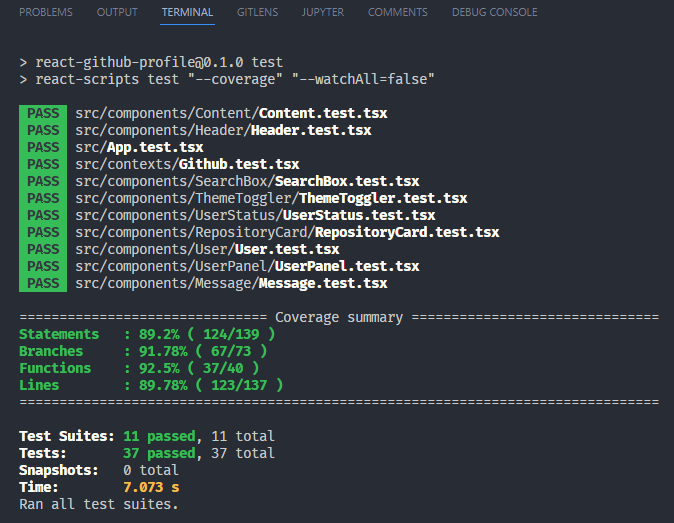 PROBLEMS OUTPUT TERMINAL GITLENS JUPYTER COMMENTS DEBUG CONSOLE
> react-github-profile@0.1.0 test
> react-scripts test "--coverage" "--watchAll=false"
PASS src/components/Content/Content.test.tsx
PASS src/components/Header/Header.test.tsx
PASS src/App.test.tsx
PASS src/contexts/Github.test.tsx
PASS src/components/SearchBox/SearchBox.test.tsx
PASS src/components/ThemeToggler/ThemeToggler.test.tsx
PASS src/components/UserStatus/UserStatus.test.tsx
PASS src/components/RepositoryCard/RepositoryCard.test.tsx
PASS src/components/User/User.test.tsx
PASS src/components/UserPanel/UserPanel.test.tsx
PASS src/components/Message/Message.test.tsx
=============================== Coverage summary ===============================
Statements   : 89.2% ( 124/139 )
Branches     : 91.78% ( 67/73 )
Functions    : 92.5% ( 37/40 )
Lines        : 89.78% ( 123/137 )
================================================================================
Test Suites: 11 passed, 11 total
Tests:       37 passed, 37 total
Snapshots:   0 total
Time:        7.073 s
Ran all test suites.